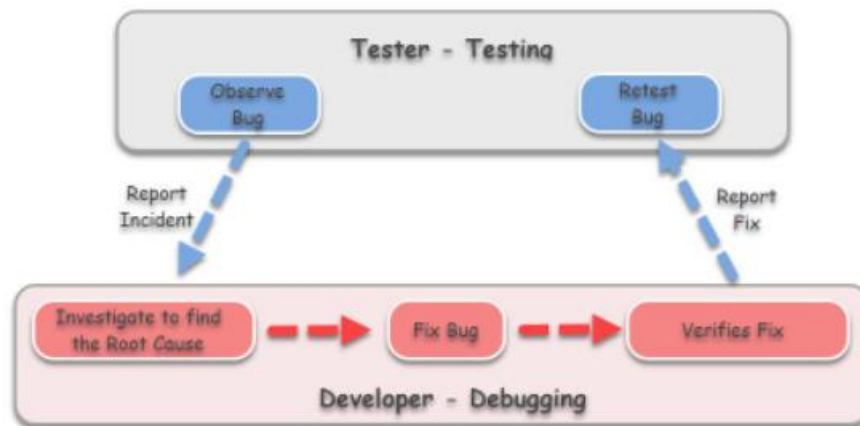 Tester - Testing
Observe
Bug
Retest
Bug
Report
Incident
Report
Fix
Investigate to find
the Root Cause
Fix Bug
Verifies Fix
Developer - Debugging